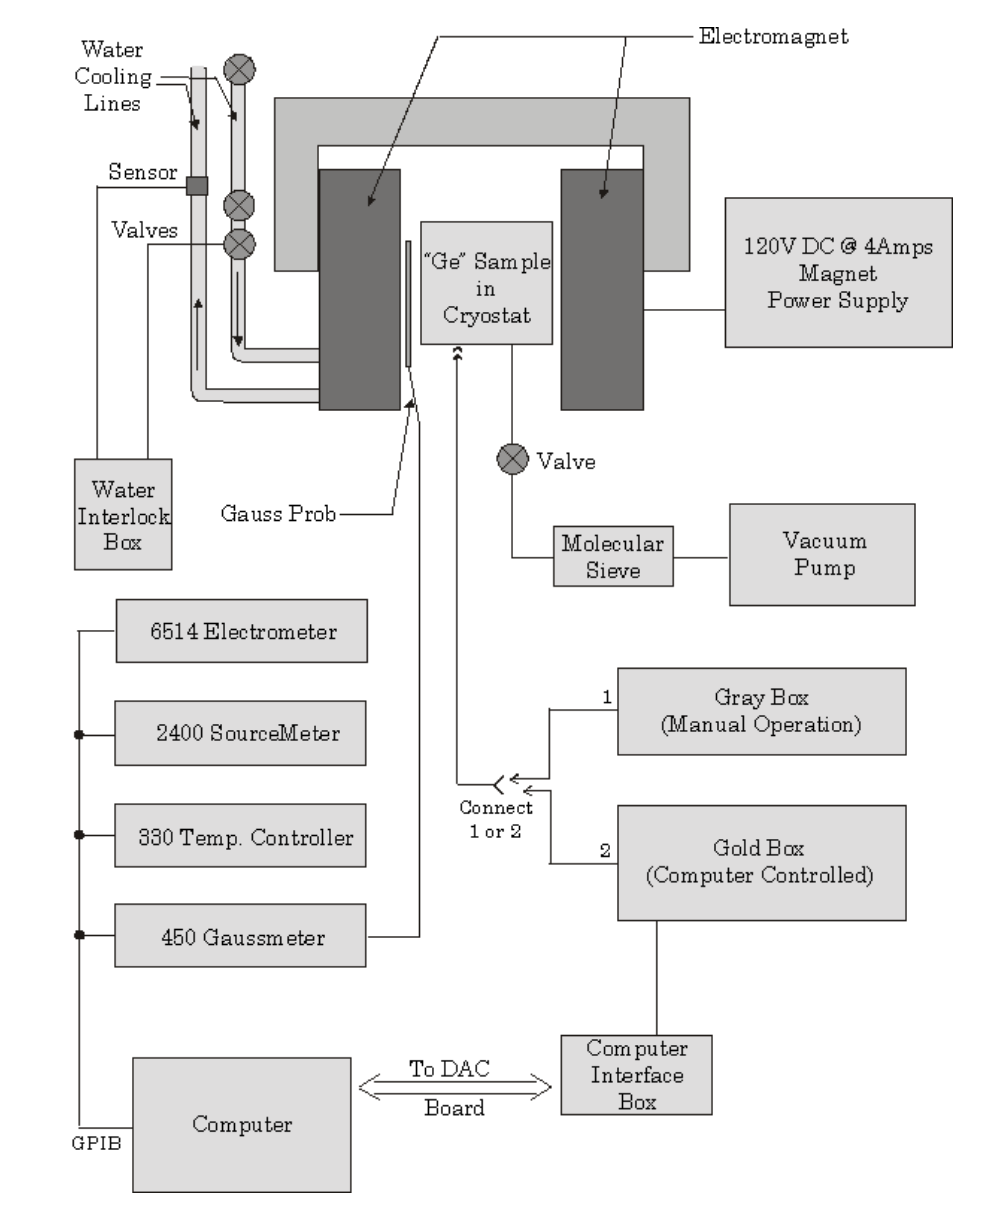 Water
Cooling
Lines
Electromagnet
Sensor
Valves
"Ge" Sample
in
Cryostat
120V DC @ 4Amps
Magnet
Power Supply
Valve
Water
Interlock
Box
Gauss Prob
Molecular
Sieve
Vacuum
Pump
6514 Electrometer
2400 SourceMeter
330 Temp. Controller
450 Gaussmeter
1
Gray Box
(Manual Operation)
Connect
1 or 2
2
Gold Box
(Computer Controlled)
Computer
Interface
Box
To DAC
Board
Computer
GPIB